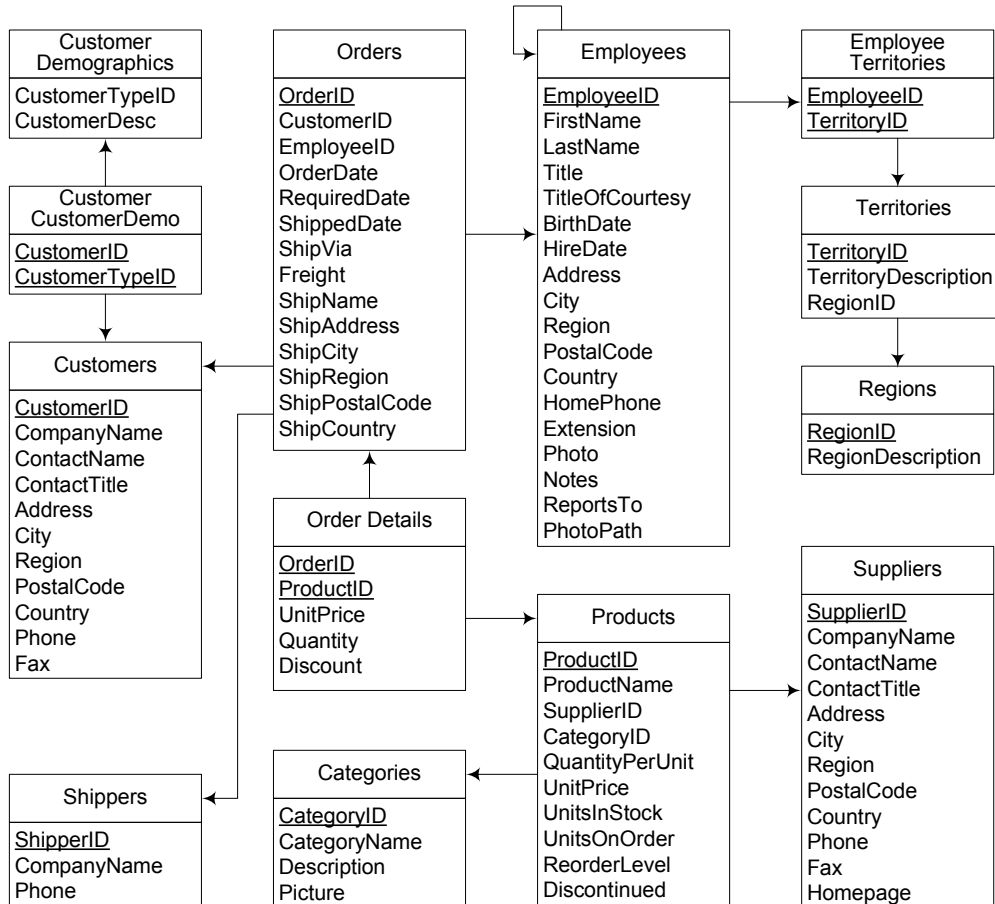 Customer
Demographics
CustomerTypeID
CustomerDesc
Customer
CustomerDemo
CustomerID
CustomerTypeID
Customers
CustomerID
CompanyName
ContactName
ContactTitle
Address
City
Region
PostalCode
Country
Phone
Fax
Shippers
ShipperID
CompanyName
Phone
Orders
OrderID
CustomerID
EmployeeID
OrderDate
RequiredDate
ShippedDate
ShipVia
Freight
ShipName
ShipAddress
ShipCity
ShipRegion
ShipPostalCode
ShipCountry
Order Details
OrderID
ProductID
UnitPrice
Quantity
Discount
Categories
CategoryID
CategoryName
Description
Picture
Employees
EmployeeID
FirstName
LastName
Title
TitleOfCourtesy
BirthDate
HireDate
Address
City
Region
PostalCode
Country
HomePhone
Extension
Photo
Notes
ReportsTo
PhotoPath
Products
ProductID
ProductName
SupplierID
CategoryID
QuantityPerUnit
UnitPrice
UnitsInStock
UnitsOnOrder
ReorderLevel
Discontinued
Employee
Territories
EmployeeID
TerritoryID
Territories
TerritoryID
TerritoryDescription
RegionID
Regions
RegionID
RegionDescription
Suppliers
SupplierID
CompanyName
ContactName
ContactTitle
Address
City
Region
PostalCode
Country
Phone
Fax
Homepage